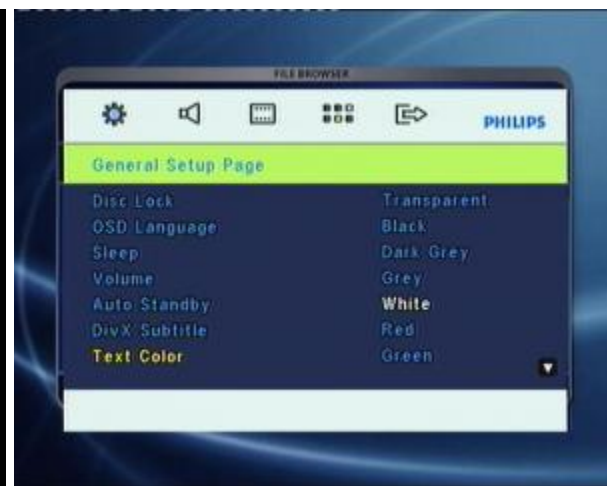 FILE BROWSER
PHILIPS
General Setup Page
Disc Lock Transparent
OSD Language Black
Sleep Dark Grey
Volume Grey
Auto Standby White
DivX Subtitle Red
Text Color Green